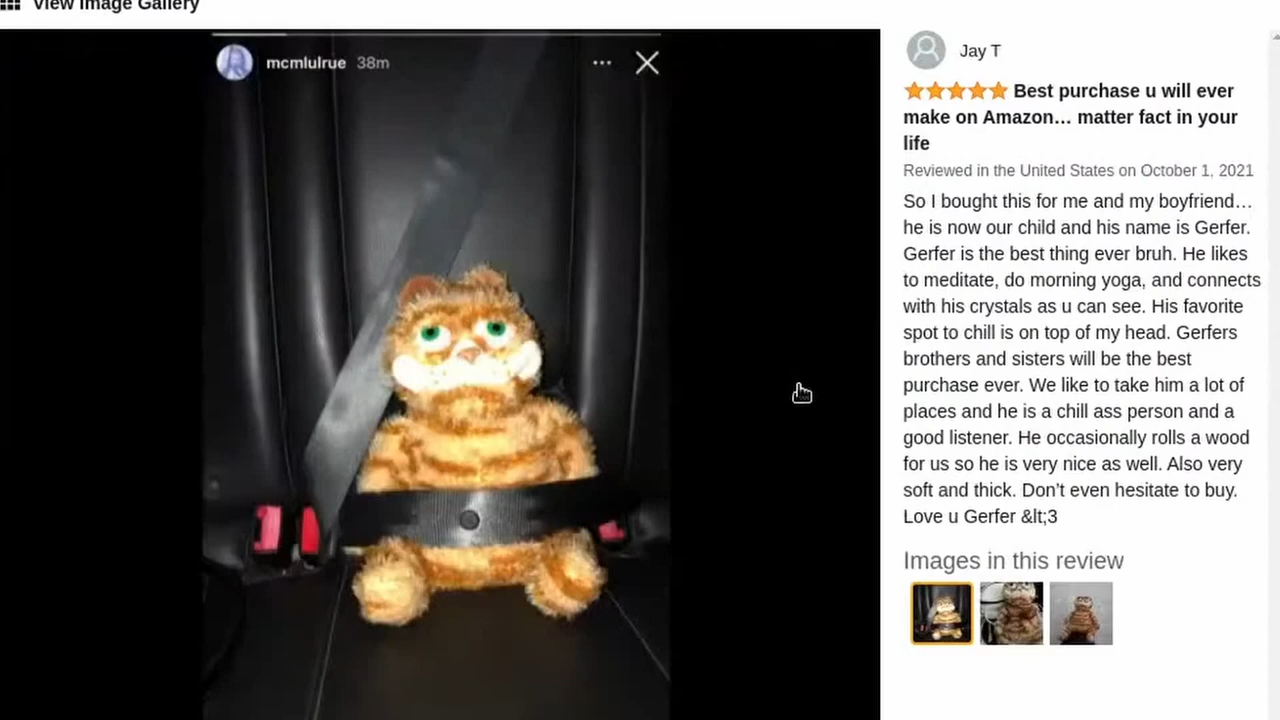 View Image Gallery
mcmlulrue 38m
Jay T
Best purchase u will ever
make on Amazon… matter fact in your
life
Reviewed in the United States on October 1, 2021
So I bought this for me and my boyfriend…
he is now our child and his name is Gerfer.
Gerfer is the best thing ever bruh. He likes
to meditate, do morning yoga, and connects
with his crystals as u can see. His favorite
spot to chill is on top of my head. Gerfers
brothers and sisters will be the best
purchase ever. We like to take him a lot of
places and he is a chill ass person and a
good listener. He occasionally rolls a wood
for us so he is very nice as well. Also very
soft and thick. Don’t even hesitate to buy.
Love u Gerfer &lt;3
Images in this review